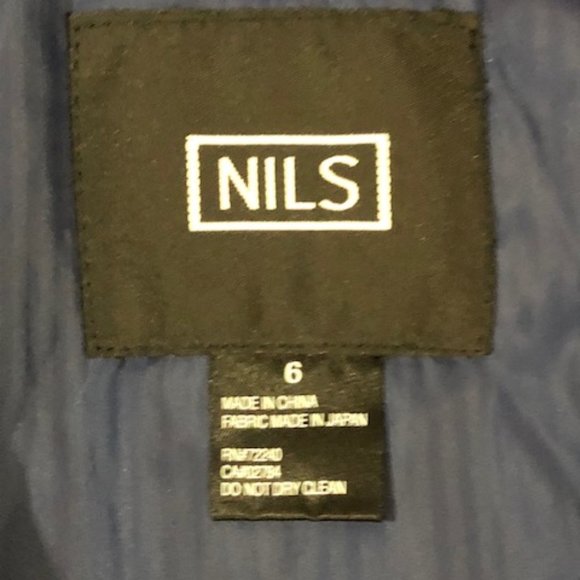 NILS
6
MADE IN CHINA
FABRIC MADE IN JAPAN
RN#72240
CA#02784
DO NOT DRY CLEAN